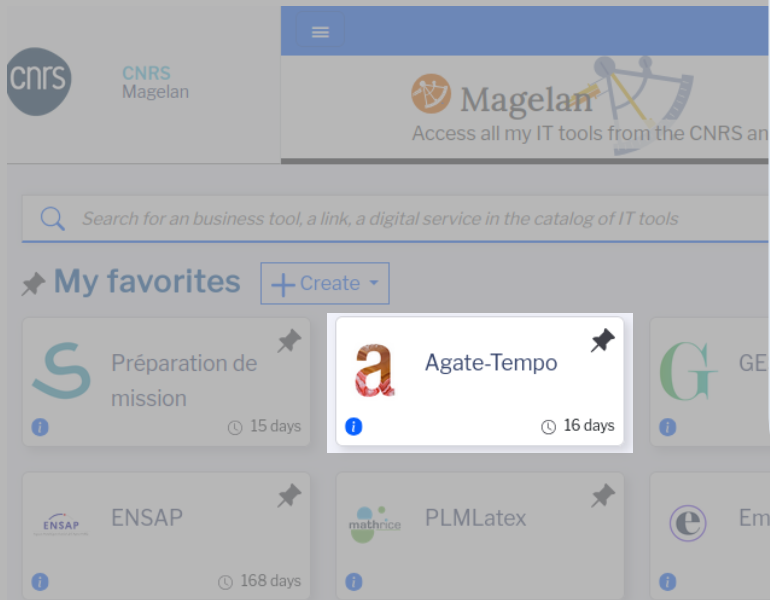 cnrs
CNRS
Magelan
Magelan
Access all my IT tools from the CNRS an
Search for an business tool, a link, a digital service in the catalog of IT tools
My favorites
Create
Préparation de
mission
15 days
a
Agate-Tempo
16 days
G
GE
ENSAP
ENSAP
168 days
mathrice
PLMLatex
e
Em